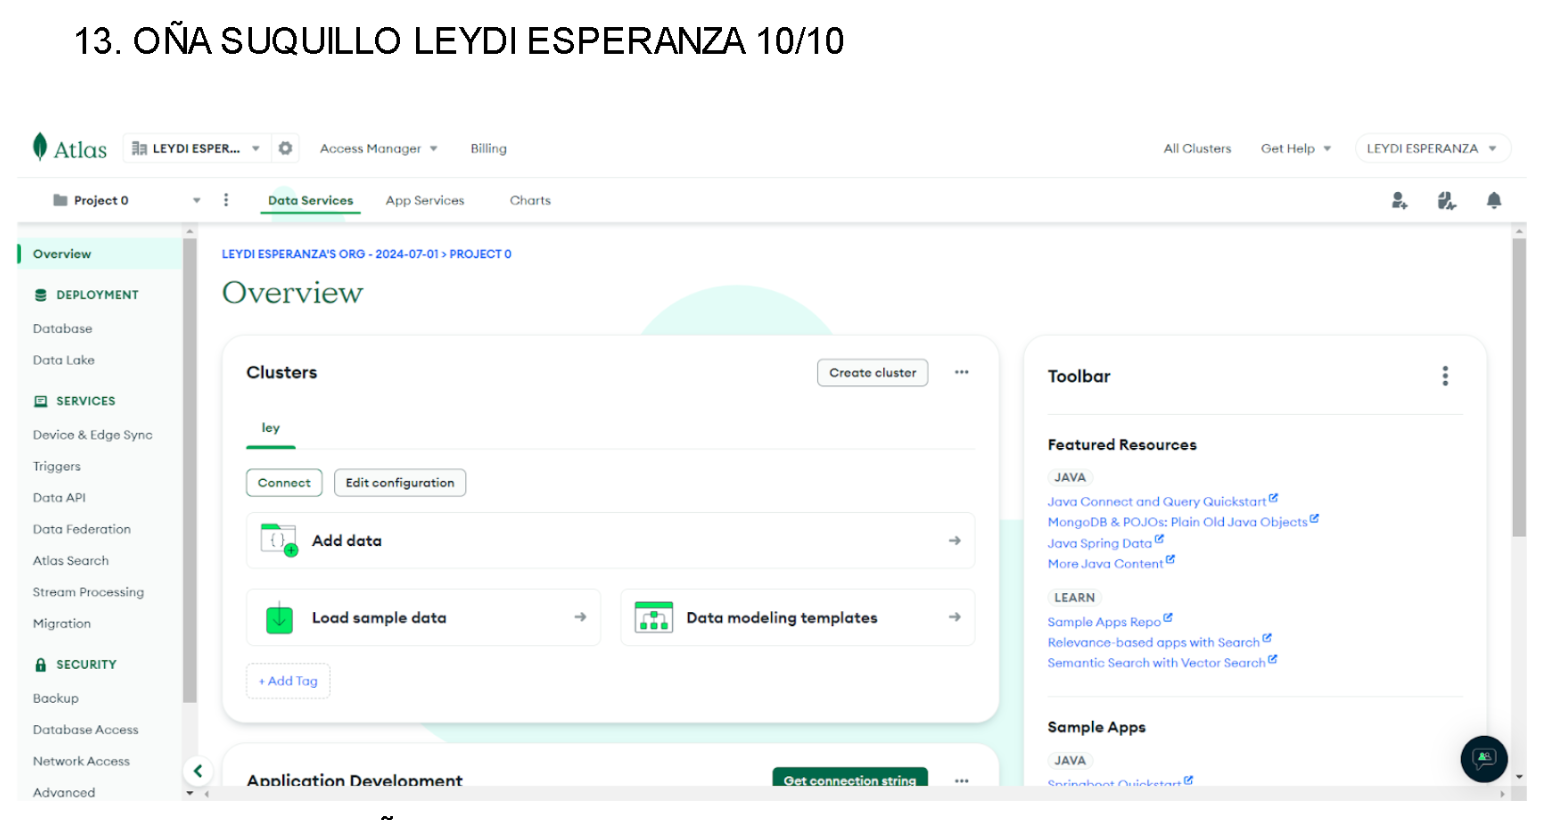 13. OÑA SUQUILLO LEYDI ESPERANZA 10/10
Atlas
LEYDI ESPER...
Access Manager
Billing
All Clusters
Get Help
LEYDI ESPERANZA
Project 0
Data Services
App Services
Charts
Overview
DEPLOYMENT
Database
Data Lake
SERVICES
Device & Edge Sync
Triggers
Data API
Data Federation
Atlas Search
Stream Processing
Migration
SECURITY
Backup
Database Access
Network Access
Advanced
LEYDI ESPERANZA'S ORG - 2024-07-01 > PROJECT 0
Overview
Clusters
Create cluster
ley
Connect
Edit configuration
Add data
Load sample data
Data modeling templates
+ Add Tag
Application Development
Get connection string
Toolbar
Featured Resources
JAVA
Java Connect and Query Quickstart
MongoDB & POJOs: Plain Old Java Objects
Java Spring Data
More Java Content
LEARN
Sample Apps Repo
Relevance-based apps with Search
Semantic Search with Vector Search
Sample Apps
JAVA
Springboot Quickstart